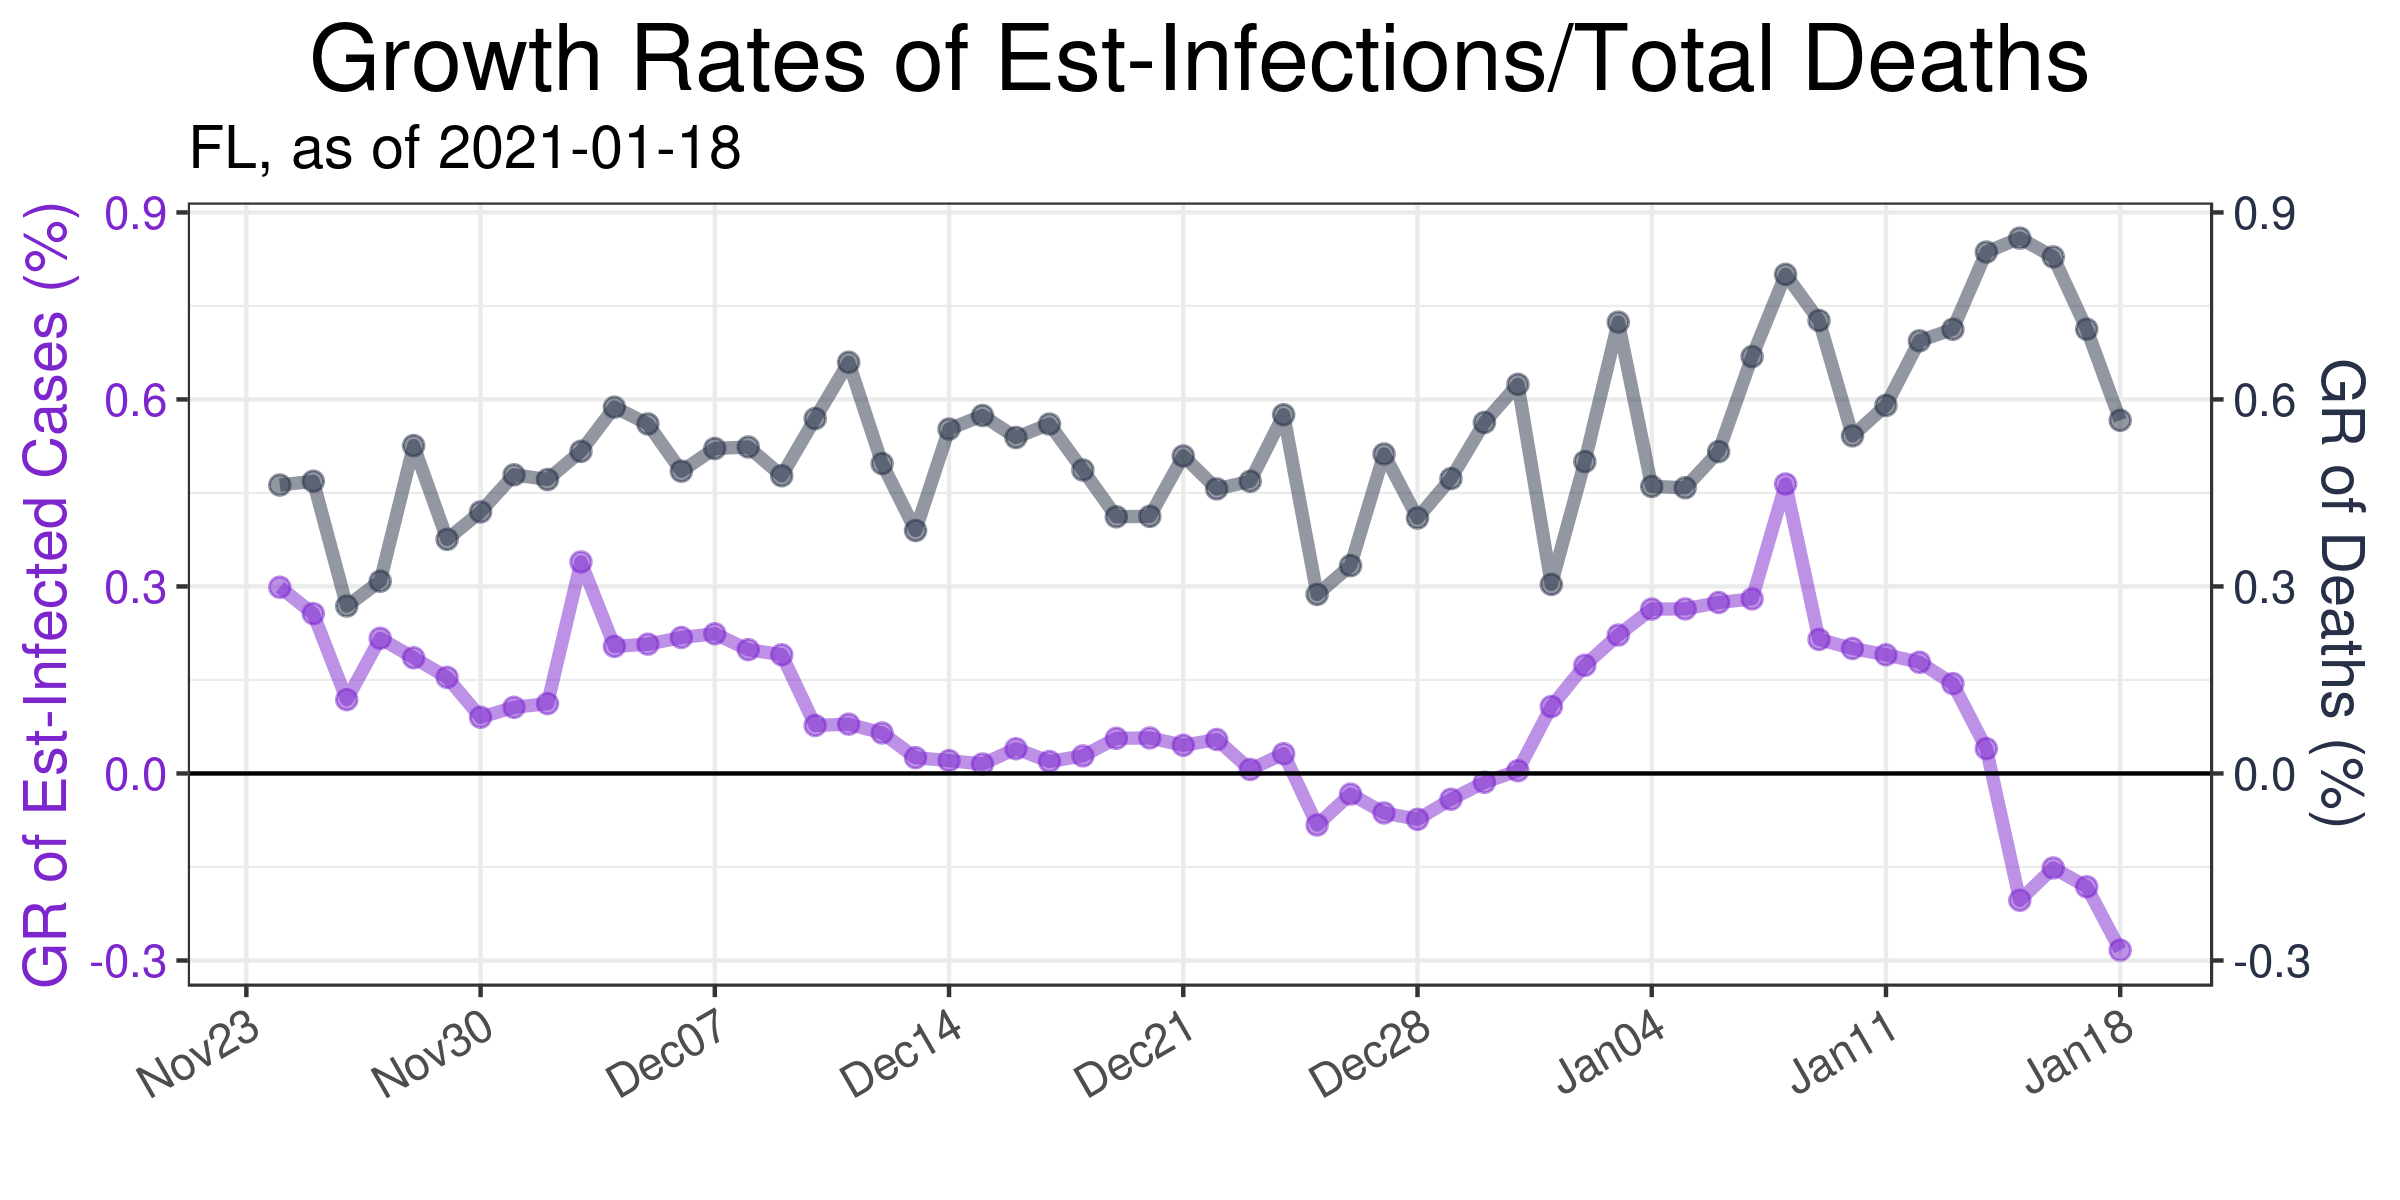 Growth Rates of Est-Infections/Total Deaths
FL, as of 2021-01-18
GR of Est-Infected Cases (%)
0.9
0.6
0.3
0.0
-0.3
0.9
0.6
0.3
0.0
-0.3
GR of Deaths (%)
Nov23 Nov30 Dec07 Dec14 Dec21 Dec28 Jan04 Jan11 Jan18